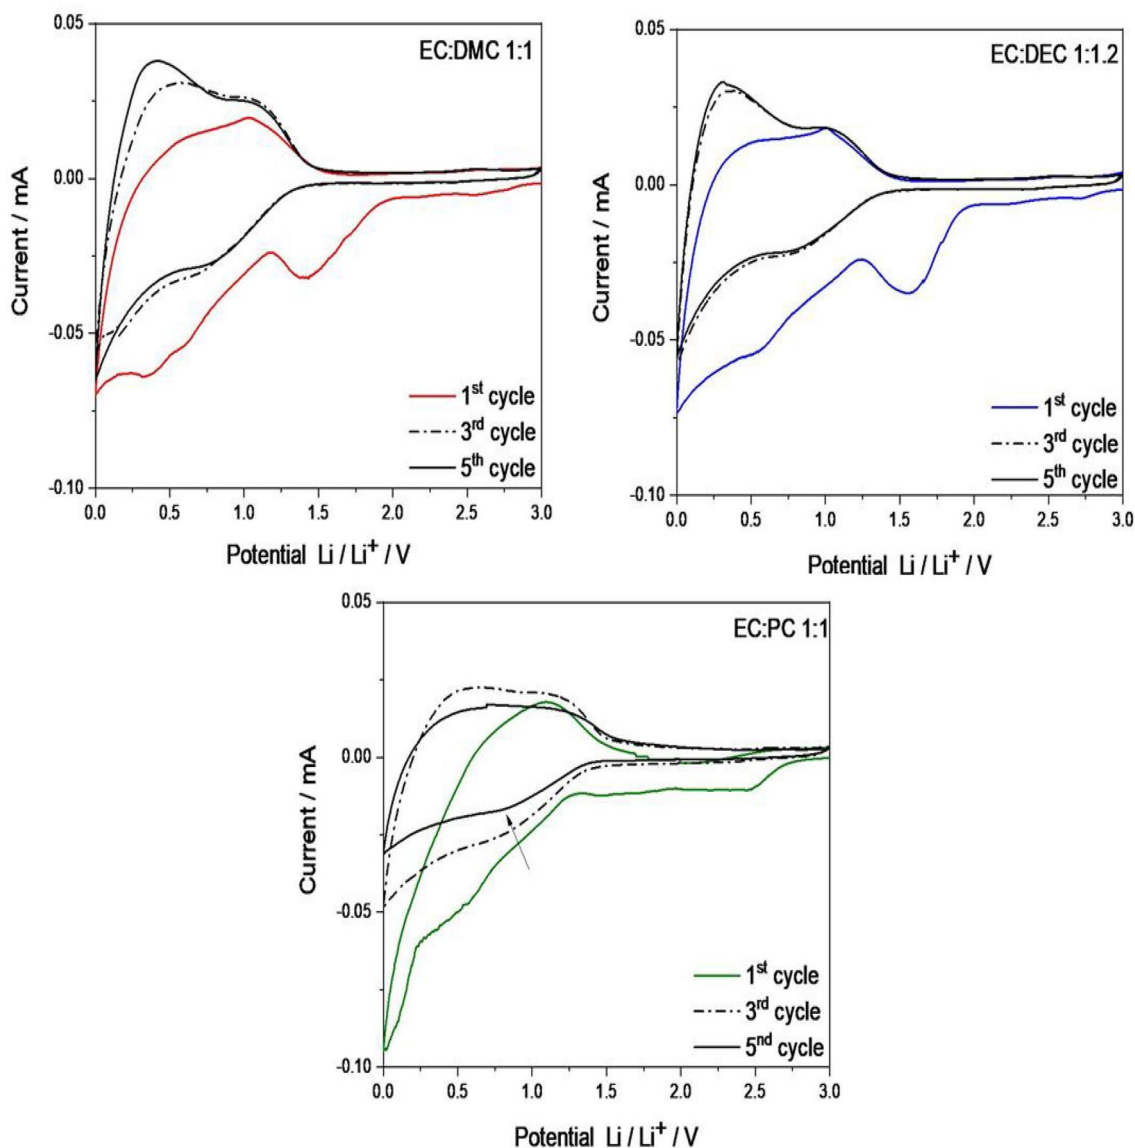 EC:DMC 1:1
0.05
0.00
-0.05
-0.10
Current / mA
1st cycle
3rd cycle
5th cycle
0.0 0.5 1.0 1.5 2.0 2.5 3.0
Potential Li / Li+ / V
EC:DEC 1:1.2
0.05
0.00
-0.05
-0.10
Current / mA
1st cycle
3rd cycle
5th cycle
0.0 0.5 1.0 1.5 2.0 2.5 3.0
Potential Li / Li+ / V
EC:PC 1:1
0.05
0.00
-0.05
-0.10
Current / mA
1st cycle
3rd cycle
5nd cycle
0.0 0.5 1.0 1.5 2.0 2.5 3.0
Potential Li / Li+ / V